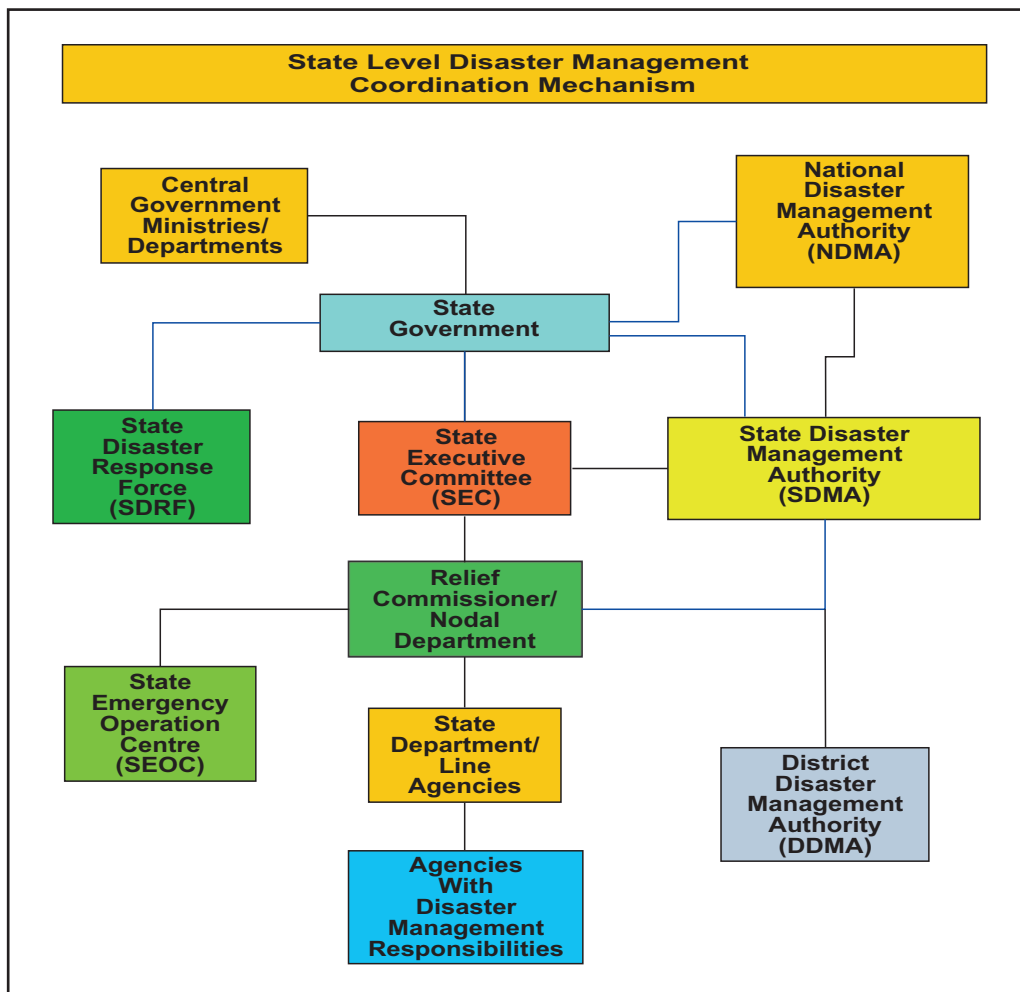 State Level Disaster Management
Coordination Mechanism
Central
Government
Ministries/
Departments
National
Disaster
Management
Authority
(NDMA)
State
Government
State
Disaster
Response
Force
(SDRF)
State
Executive
Committee
(SEC)
State Disaster
Management
Authority
(SDMA)
Relief
Commissioner/
Nodal
Department
State
Emergency
Operation
Centre
(SEOC)
State
Department/
Line
Agencies
District
Disaster
Management
Authority
(DDMA)
Agencies
With
Disaster
Management
Responsibilities